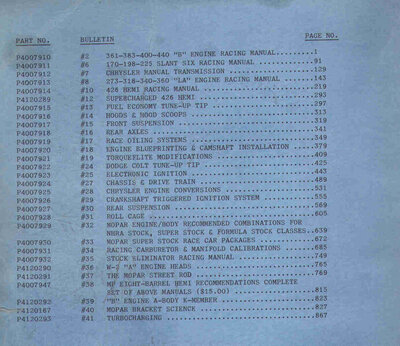 PART NO. BULLETIN PAGE NO.
P4007910 #2 361-383-400-440 "B" ENGINE RACING MANUAL.........1
P4007911 #6 170-198-225 SLANT SIX RACING MANUAL ............91
P4007912 #7 CHRYSLER MANUAL TRANSMISSION ...................129
P4007913 #8 273-318-340-360 "LA" ENGINE RACING MANUAL ......143
P4007914 #10 426 HEMI RACING MANUAL .........................219
P4120289 #12 SUPERCHARGED 426 HEMI ..........................293
P4007915 #13 FUEL ECONOMY TUNE-UP TIP .......................297
P4007916 #14 HOODS & HOOD SCOOPS ............................313
P4007917 #15 FRONT SUSPENSION ...............................319
P4007918 #16 REAR AXLES .....................................341
P4007919 #17 RACE OILING SYSTEMS ............................349
P4007920 #18 ENGINE BLUEPRINTING & CAMSHAFT INSTALLATION ....379
P4007921 #19 TORQUEFLITE MODIFICATIONS ......................409
P4007922 #24 DODGE COLT TUNE-UP TIP .........................425
P4007923 #25 ELECTRONIC IGNITION ............................443
P4007924 #27 CHASSIS & DRIVE TRAIN ..........................489
P4007925 #28 CHRYSLER ENGINE CONVERSIONS ....................531
P4007926 #29 CRANKSHAFT TRIGGERED IGNITION SYSTEM ...........555
P4007927 #30 REAR SUSPENSION ................................569
P4007928 #31 ROLL CAGE ......................................605
P4007929 #32 MOPAR ENGINE/BODY RECOMMENDED COMBINATIONS FOR
NHRA STOCK, SUPER STOCK & FORMULA STOCK CLASSES..639
P4007930 #33 MOPAR SUPER STOCK RACE CAR PACKAGES ............672
P4007931 #34 RACING CARBURETOR & MANIFOLD CALIBRATIONS ......685
P4007932 #35 STOCK ELIMINATOR RACING MANUAL .................749
P4120290 #36 W-2 "A" ENGINE HEADS ...........................765
P4120291 #37 THE MOPAR STREET ROD ...........................769
P4007947 #38 MP EIGHT-BARREL HEMI RECOMMENDATIONS COMPLETE
SET OF ABOVE MANUALS ($15.00) ..................815
P4120292 #39 "B" ENGINE A-BODY K-MEMBER .....................823
P4120167 #40 MOPAR BRACKET SCIENCE ..........................827
P4120293 #41 TURBOCHANGING ..................................867